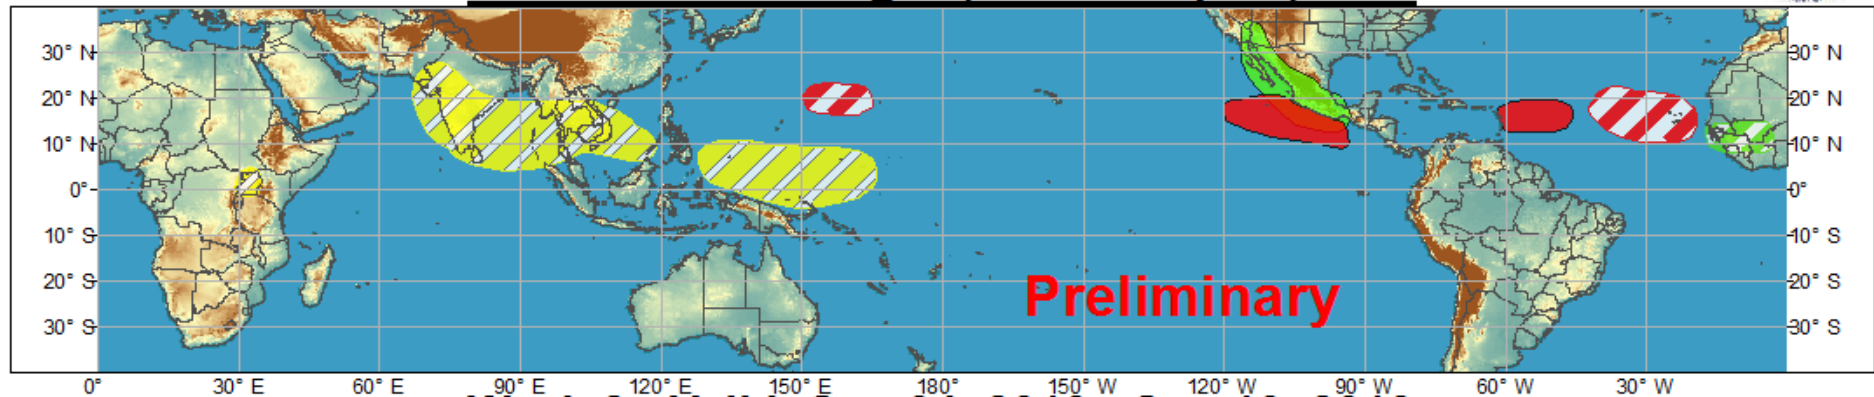 30° N 30° N
20° N 20° N
10° N 10° N
0° 0°
10° S 10° S
20° S Preliminary 20° S
30° S 30° S
0° 30° E 60° E 90° E 120° E 150° E 180° 150° W 120° W 90° W 60° W 30° W